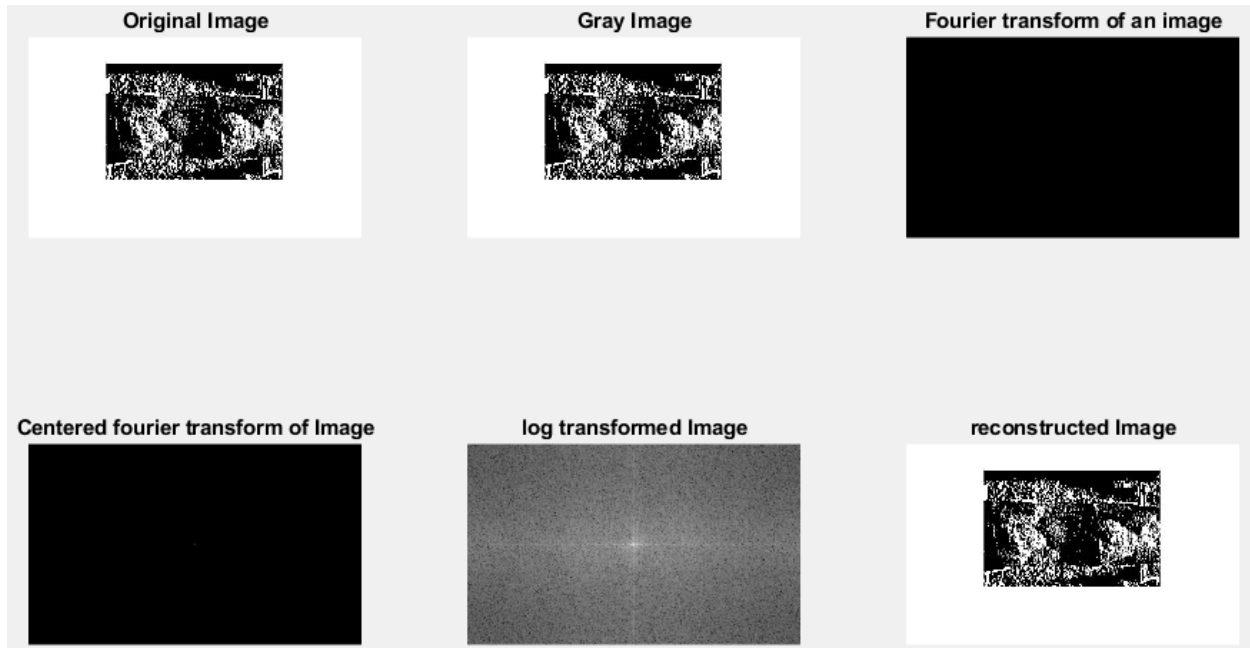 Original Image
Gray Image
Fourier transform of an image
Centered fourier transform of Image
log transformed Image
reconstructed Image